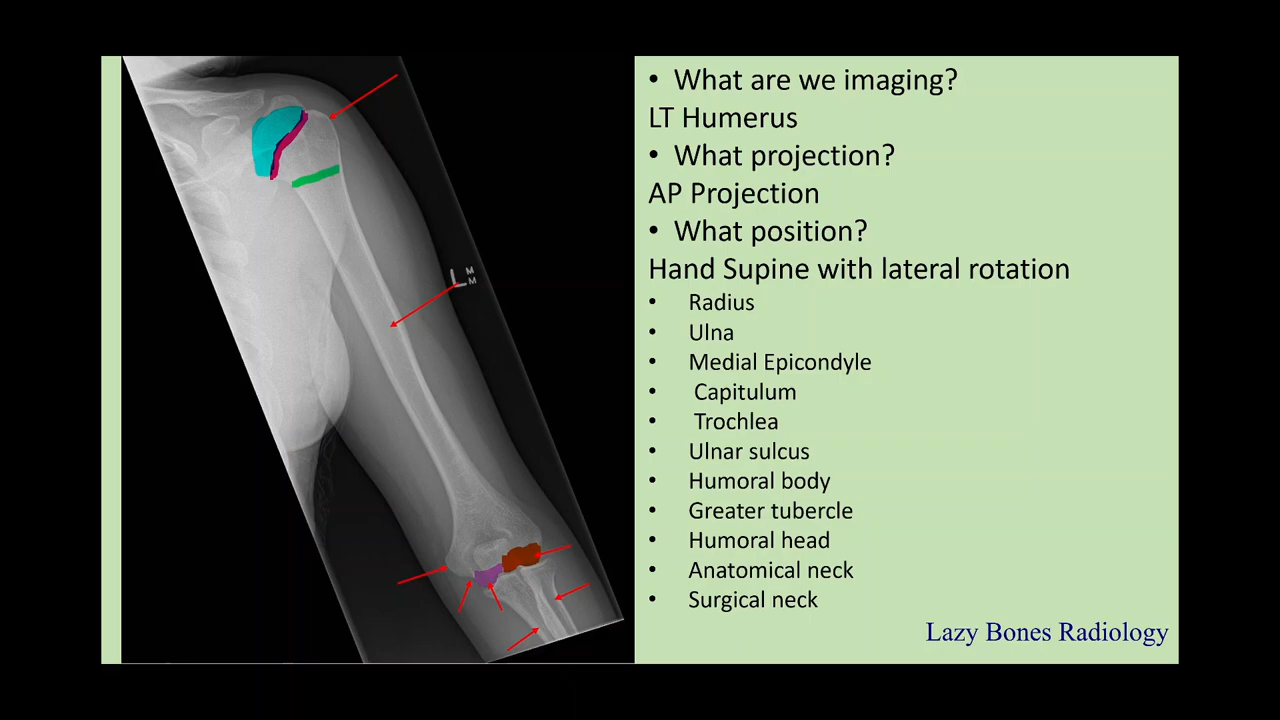 • What are we imaging?
LT Humerus
• What projection?
AP Projection
• What position?
Hand Supine with lateral rotation
• Radius
• Ulna
• Medial Epicondyle
• Capitulum
• Trochlea
• Ulnar sulcus
• Humoral body
• Greater tubercle
• Humoral head
• Anatomical neck
• Surgical neck
Lazy Bones Radiology
L M
M